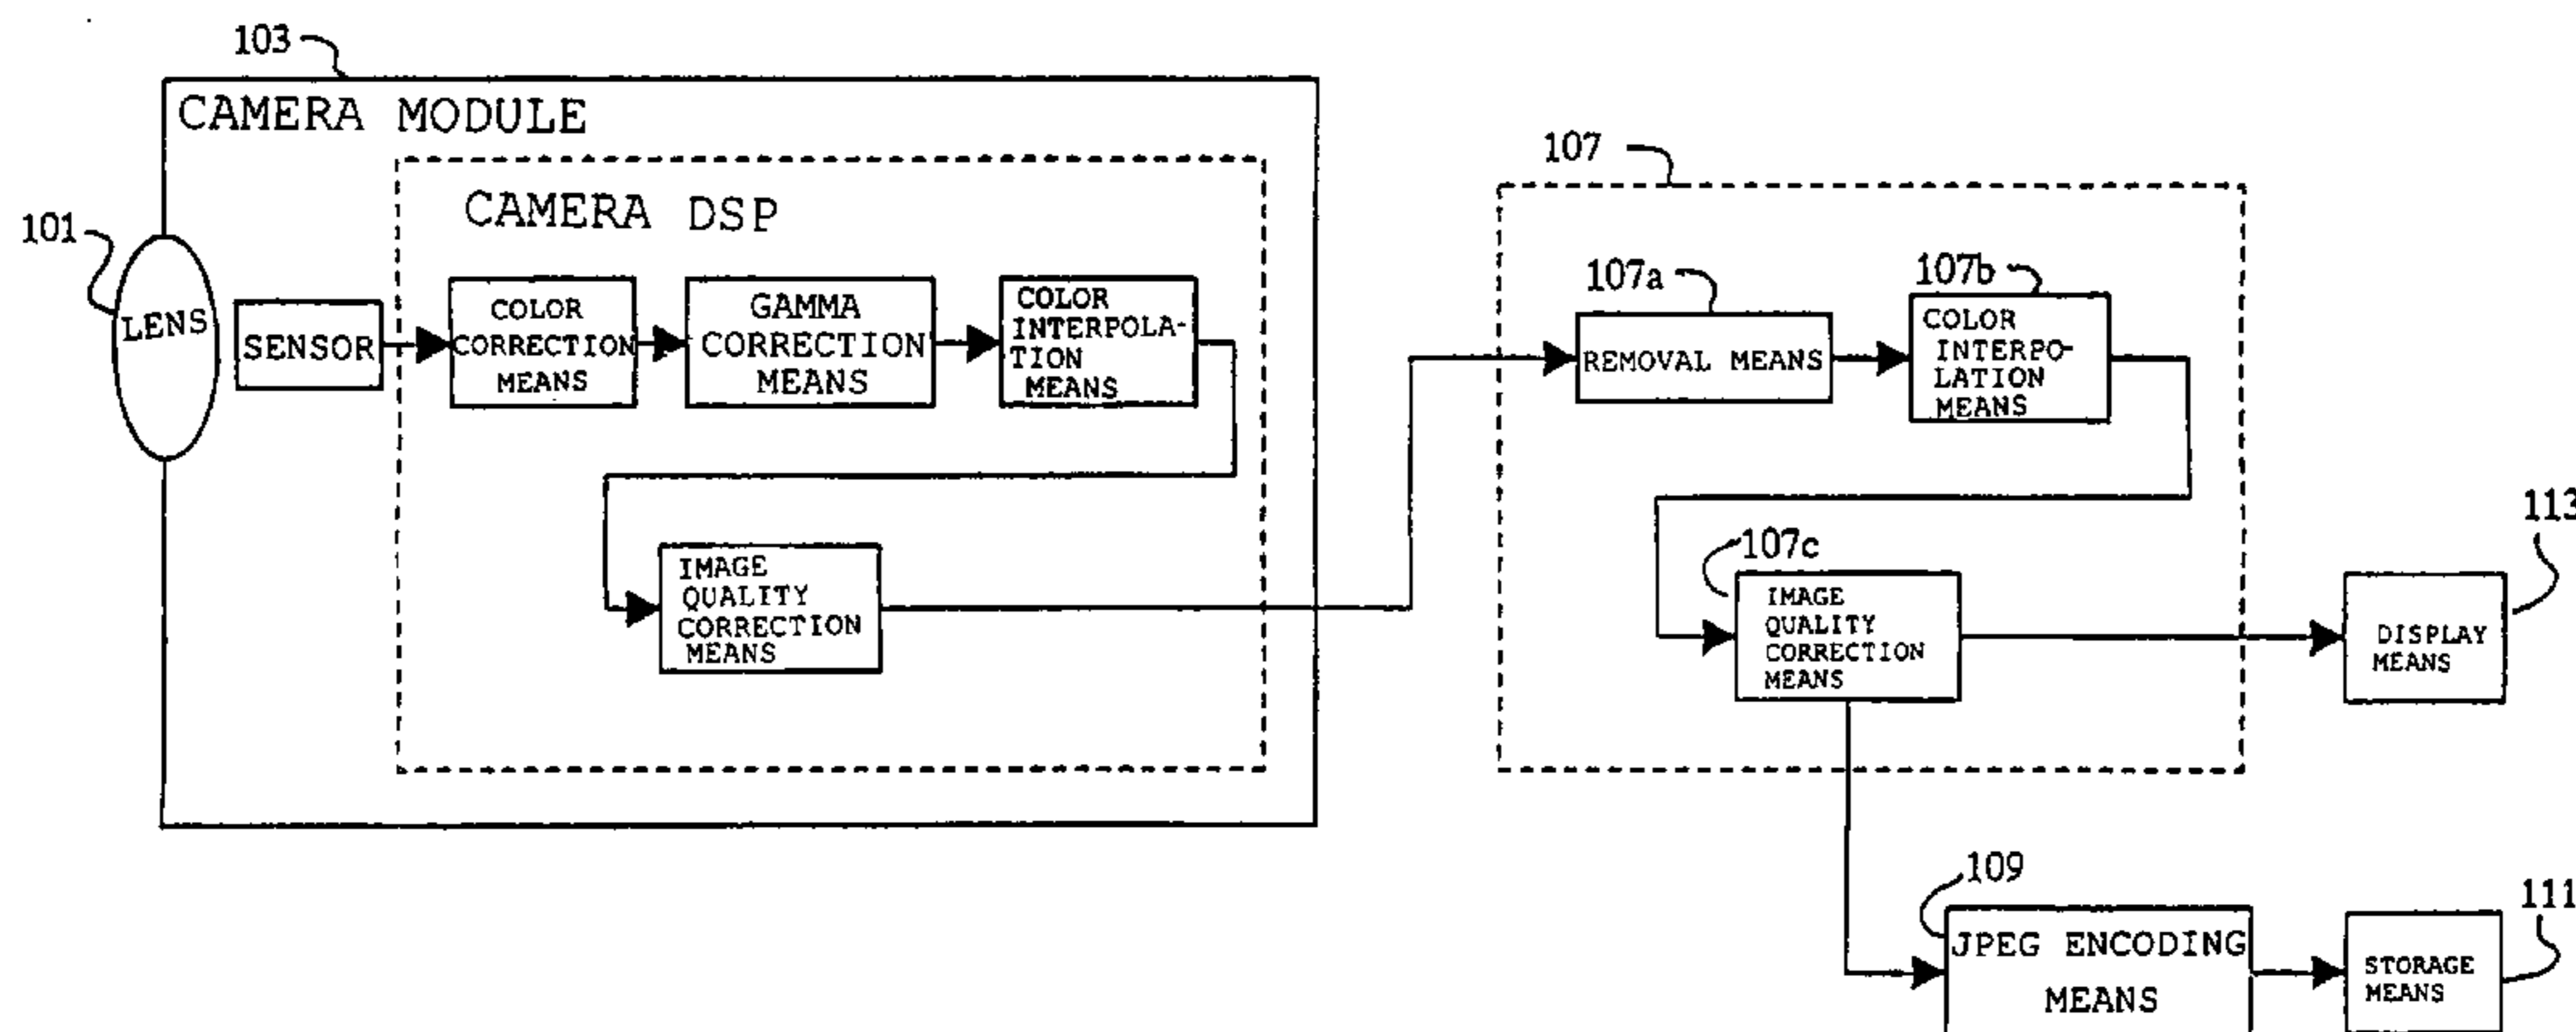 103
CAMERA MODULE
CAMERA DSP
101
LENS
SENSOR
COLOR
CORRECTION
MEANS
GAMMA
CORRECTION
MEANS
COLOR
INTERPOLA-
TION
MEANS
IMAGE
QUALITY
CORRECTION
MEANS
107
107a
REMOVAL MEANS
107b
COLOR
INTERPO-
LATION
MEANS
107c
IMAGE
QUALITY
CORRECTION
MEANS
113
DISPLAY
MEANS
109
JPEG ENCODING
MEANS
111
STORAGE
MEANS